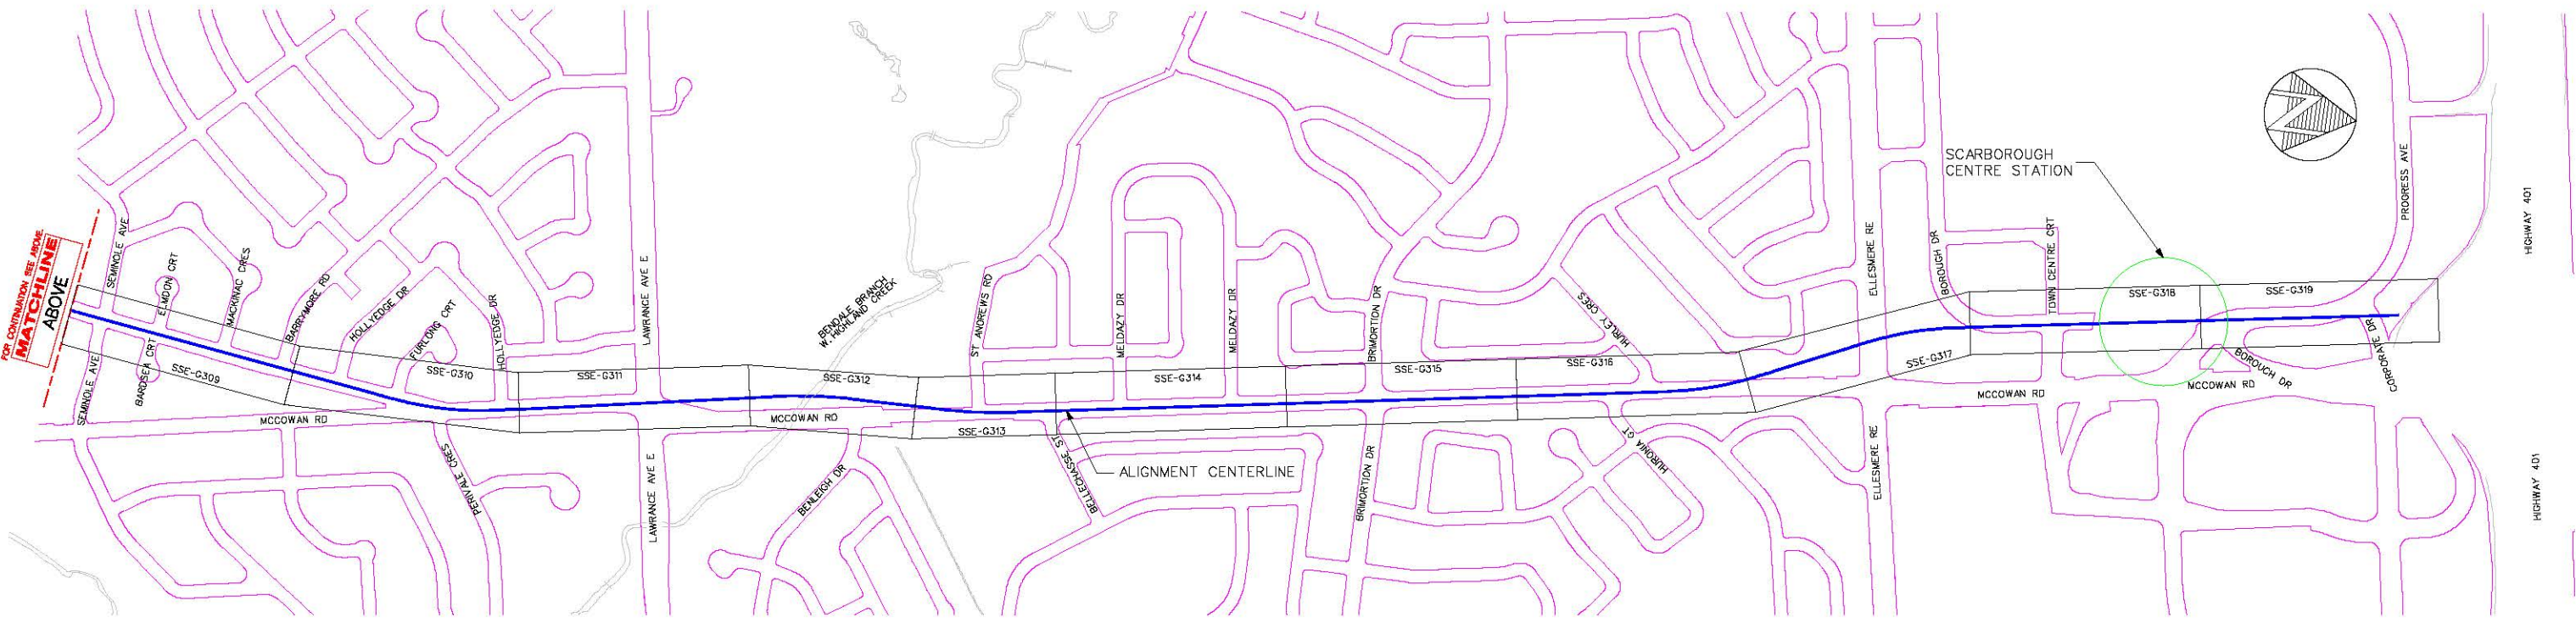 FOR CONTINUATION SEE ABOVE.
MATCHLINE
ABOVE
SEMINOLE AVE
SEMINOLE AVE
ELMDON CRT
BARDSEA CRT
MACKINAC CRES
SSE-G309
BARRYMORE RD
MCCOWAN RD
HOLLYEDGE DR
FURLONG CRT
SSE-G310
HOLLYEDGE DR
PERIVALE CRES
SSE-G311
LAWRANCE AVE E
LAWRANCE AVE E
MCCOWAN RD
BENDALE BRANCH
W. HIGHLAND CREEK
SSE-G312
BENLEIGH DR
SSE-G313
ST ANDREWS RD
BELLECHASSE ST
ALIGNMENT CENTERLINE
MELDAZY DR
SSE-G314
MELDAZY DR
BRIMORTION DR
BRIMORTION DR
SSE-G315
SSE-G316
HURLEY CRES
HURONIA GT
ELLESMERE RE
ELLESMERE RE
SSE-G317
BOROUGH DR
MCCOWAN RD
TOWN CENTRE CRT
SCARBOROUGH
CENTRE STATION
SSE-G318
SSE-G319
MCCOWAN RD
BOROUCH DR
CORPORATE DR
PROGRESS AVE
N
HIGHWAY 401
HIGHWAY 401